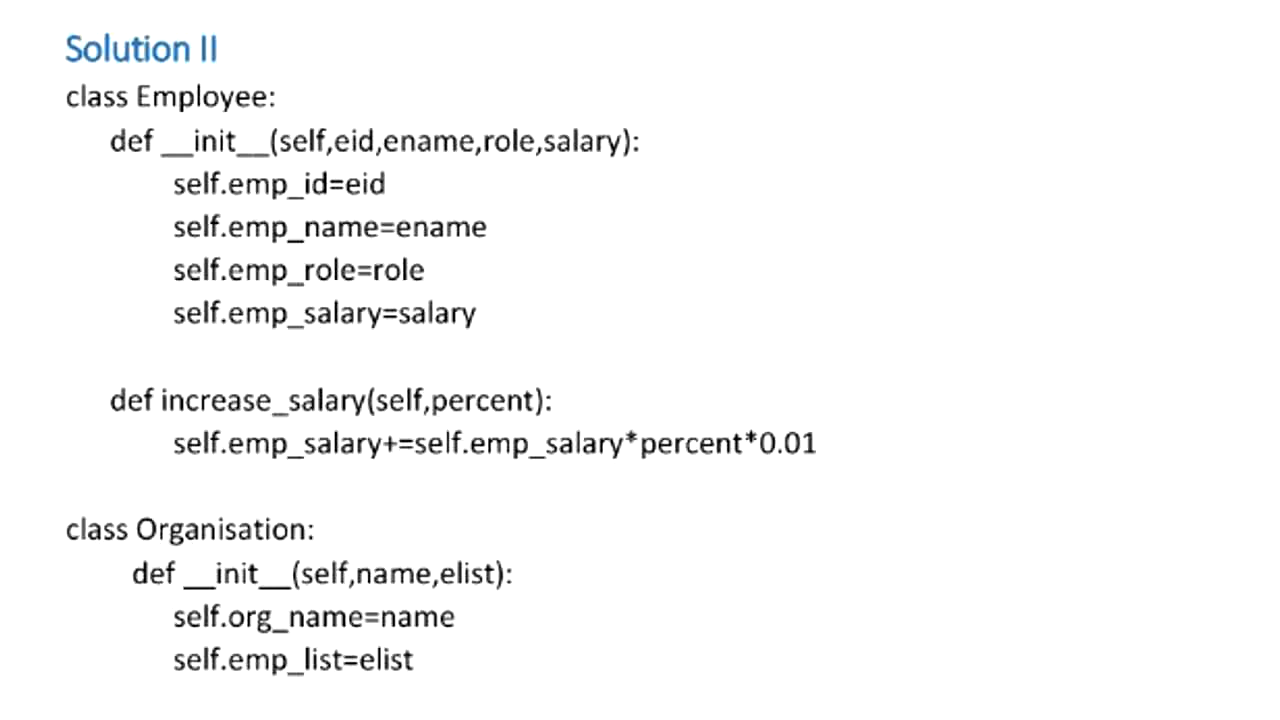 Solution II
class Employee:
def __init__(self,eid,ename,role,salary):
self.emp_id=eid
self.emp_name=ename
self.emp_role=role
self.emp_salary=salary
def increase_salary(self,percent):
self.emp_salary+=self.emp_salary*percent*0.01
class Organisation:
def __init__(self,name,elist):
self.org_name=name
self.emp_list=elist